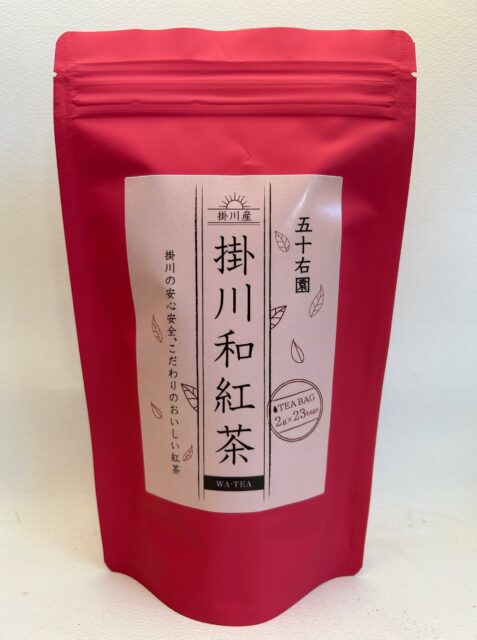 五十右園
掛川産
掛川和紅茶
WA-TEA
掛川の安心安全、こだわりのおいしい紅茶
TEA BAG
2g×23bags